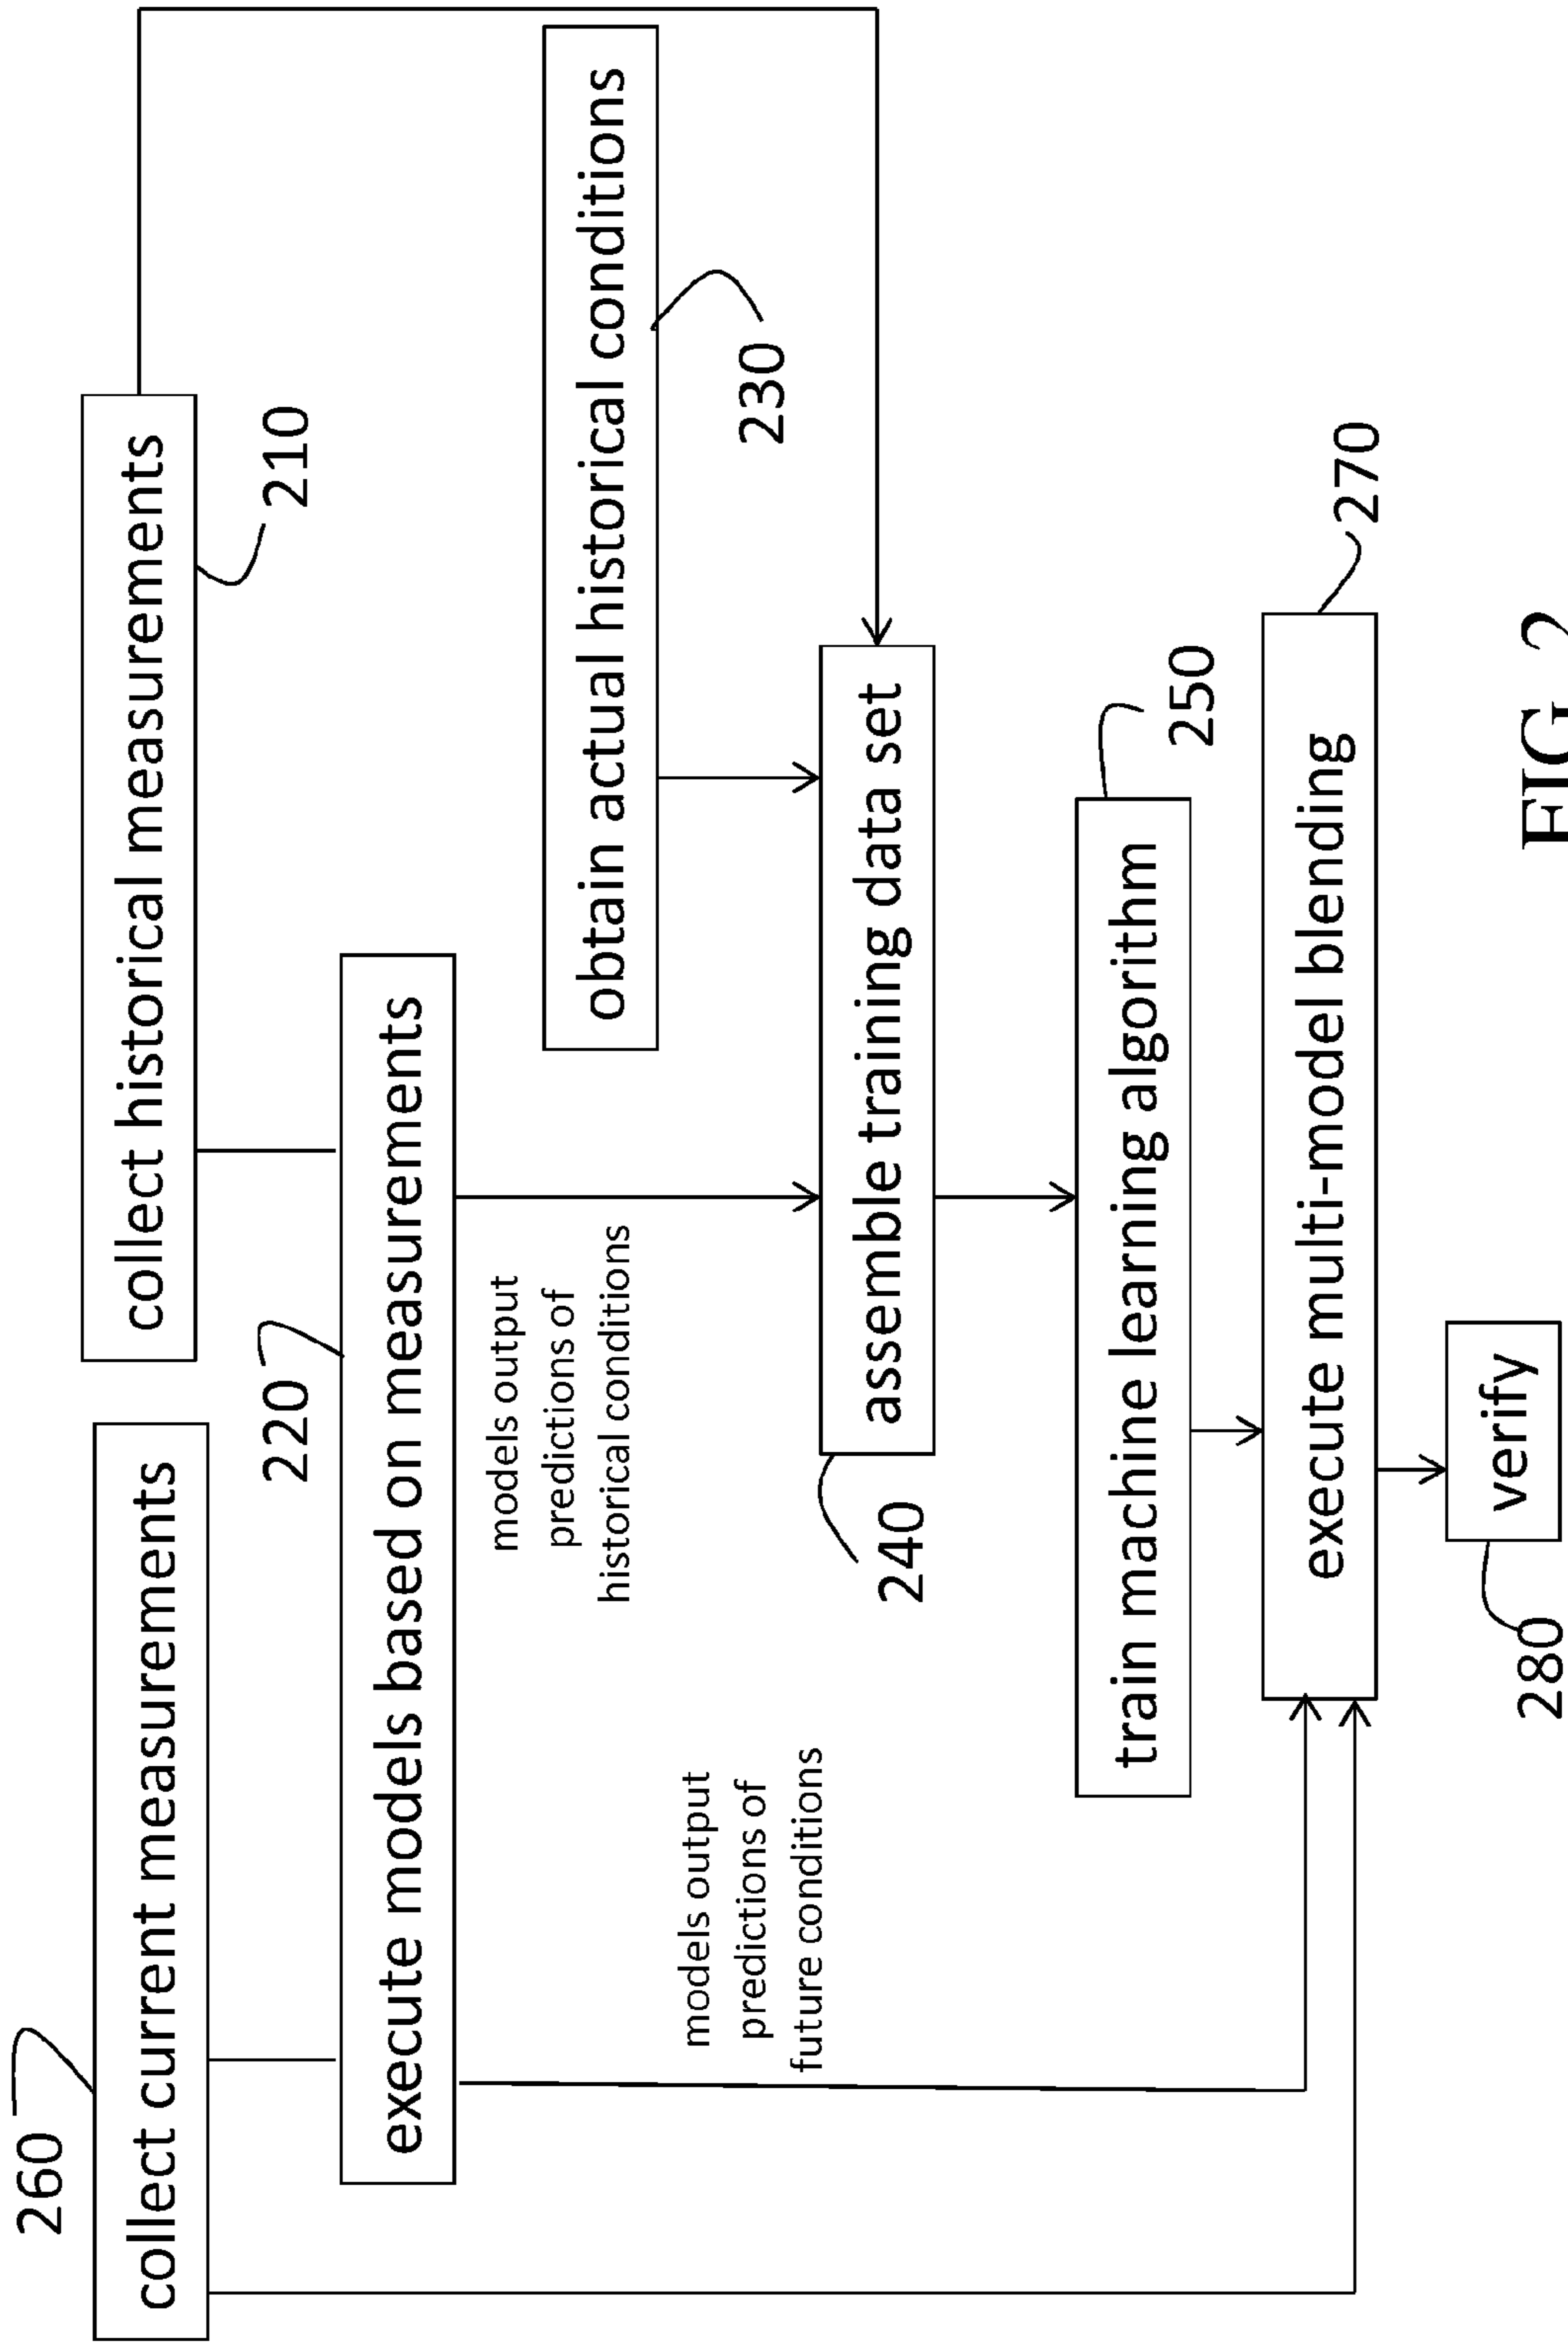 260
collect current measurements
collect historical measurements
210
220
execute models based on measurements
models output
predictions of
historical conditions
obtain actual historical conditions
230
models output
predictions of
future conditions
240
assemble training data set
train machine learning algorithm
250
execute multi-model blending
270
280
verify
FIG. 2